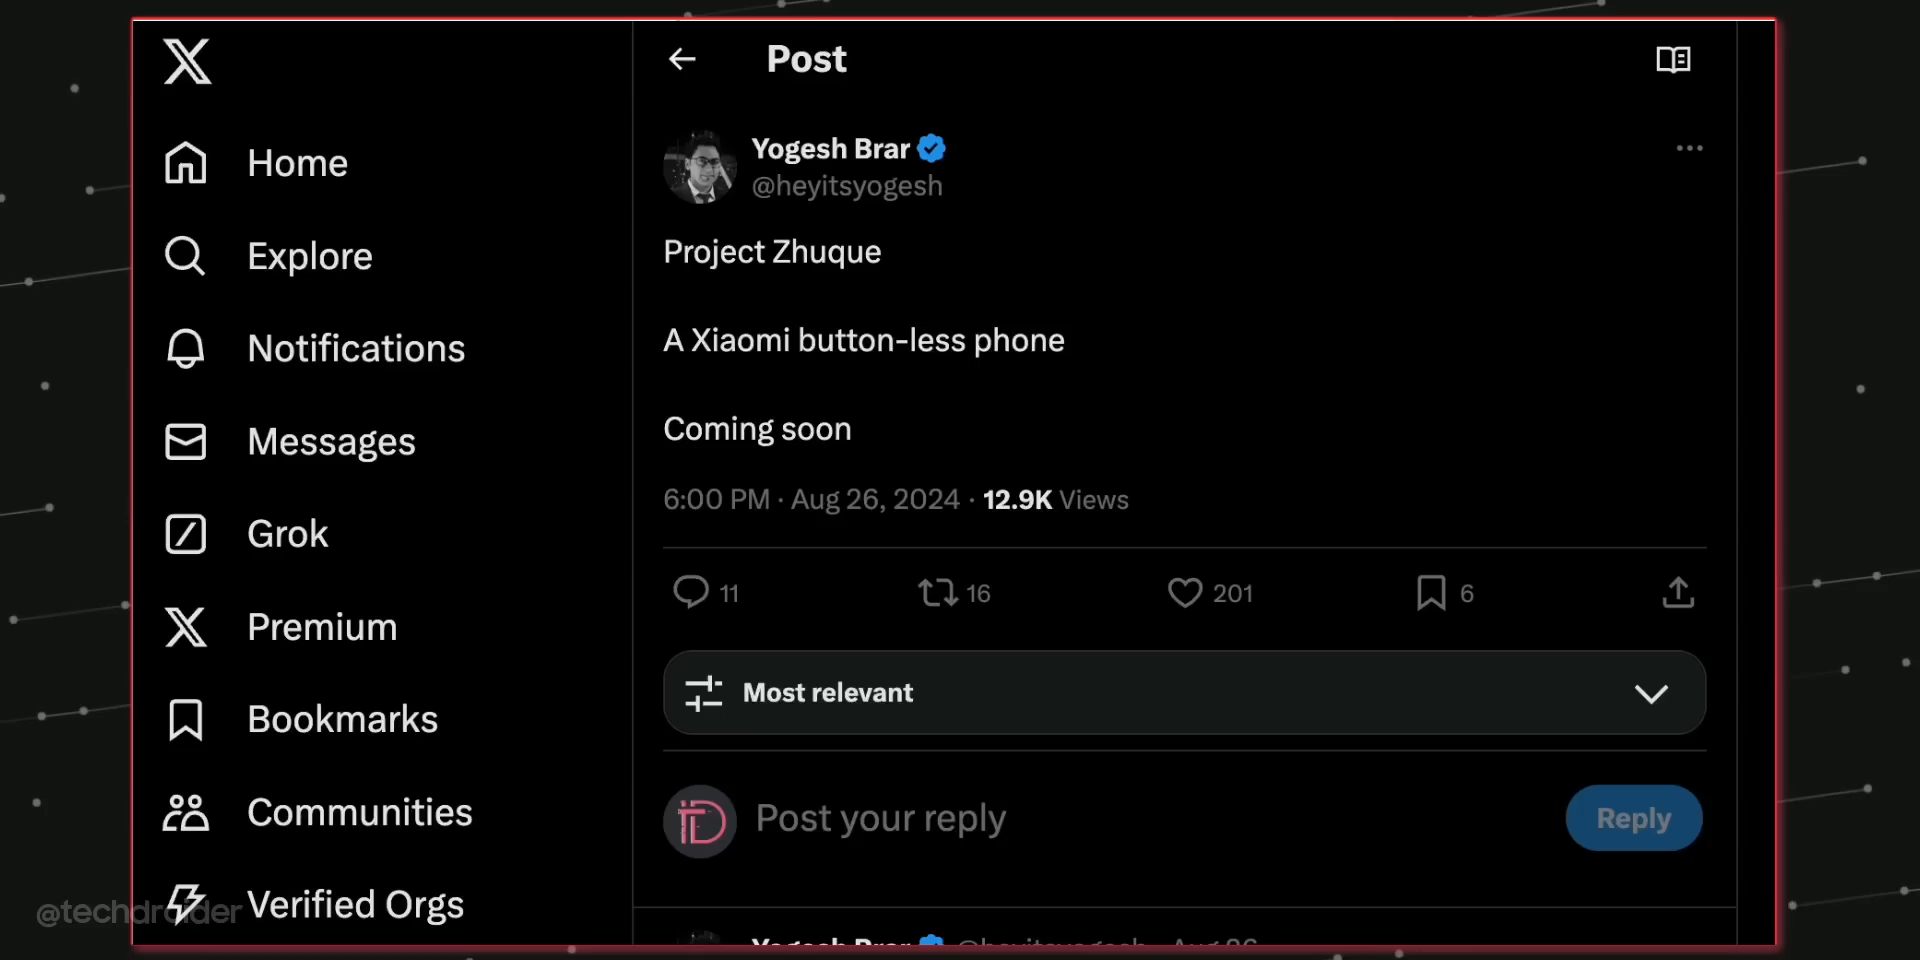 Post
Home
Explore
Notifications
Messages
Grok
Premium
Bookmarks
Communities
Verified Orgs
@techdroider
Yogesh Brar
@heyitsyogesh
Project Zhuque
A Xiaomi button-less phone
Coming soon
6:00 PM · Aug 26, 2024 · 12.9K Views
11 16 201 6
Most relevant
Post your reply
Reply
Yogesh Brar @heyitsyogesh · Aug 26